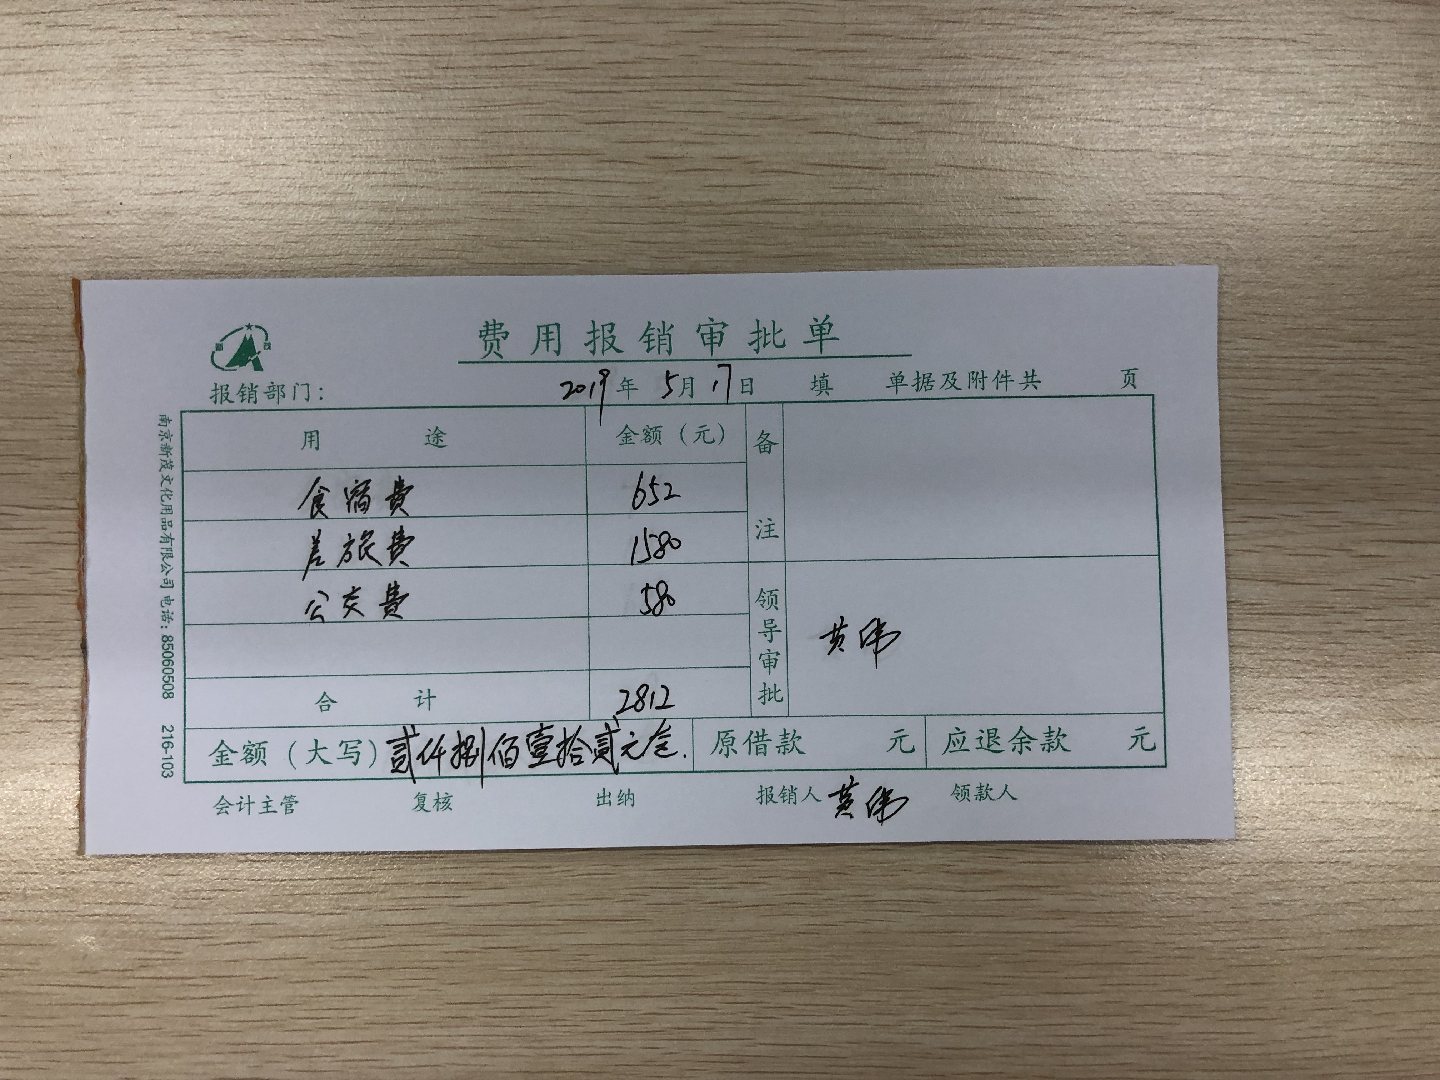 费用报销审批单
报销部门： 2019年 5月 17日 填 单据及附件共 页
用途 金额（元） 备注
食宿费 652
差旅费 1580
公交费 580
领导审批 黄伟
合计 2812
金额（大写）贰仟捌佰壹拾贰元仝. 原借款 元 应退余款 元
会计主管 复核 出纳 报销人 黄伟 领款人
南京新茂文化用品有限公司 电话：85060508 216-103